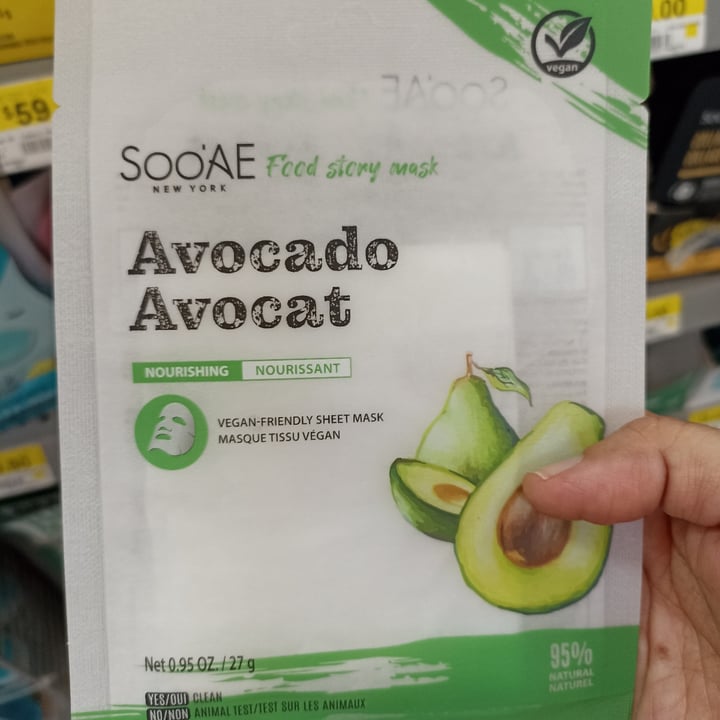 .00
vegan
$59
SOO'AE Food story mask
NEW YORK
Avocado
Avocat
NOURISHING NOURISSANT
VEGAN-FRIENDLY SHEET MASK
MASQUE TISSU VÉGAN
Net 0.95 OZ. / 27 g
95%
NATURAL
NATUREL
YES/OUI CLEAN
NO/NON ANIMAL TEST/TEST SUR LES ANIMAUX